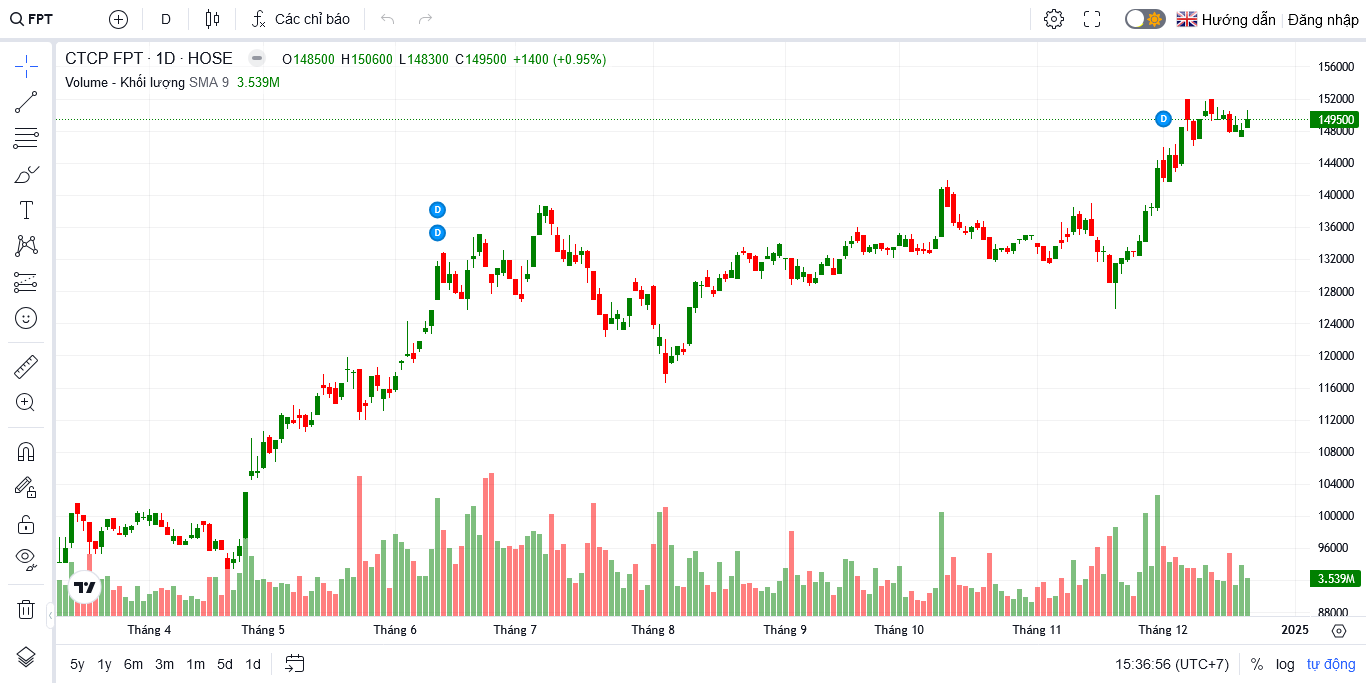 FPT D Các chỉ báo Hướng dẫn Đăng nhập
CTCP FPT · 1D · HOSE O148500 H150600 L148300 C149500 +1400 (+0.95%)
Volume - Khối lượng SMA 9 3.539M
156000
152000
D
149500
148000
144000
140000
D
136000
D
132000
128000
124000
120000
116000
112000
108000
104000
100000
96000
3.539M
88000
Tháng 4 Tháng 5 Tháng 6 Tháng 7 Tháng 8 Tháng 9 Tháng 10 Tháng 11 Tháng 12 2025
5y 1y 6m 3m 1m 5d 1d 15:36:56 (UTC+7) % log tự động